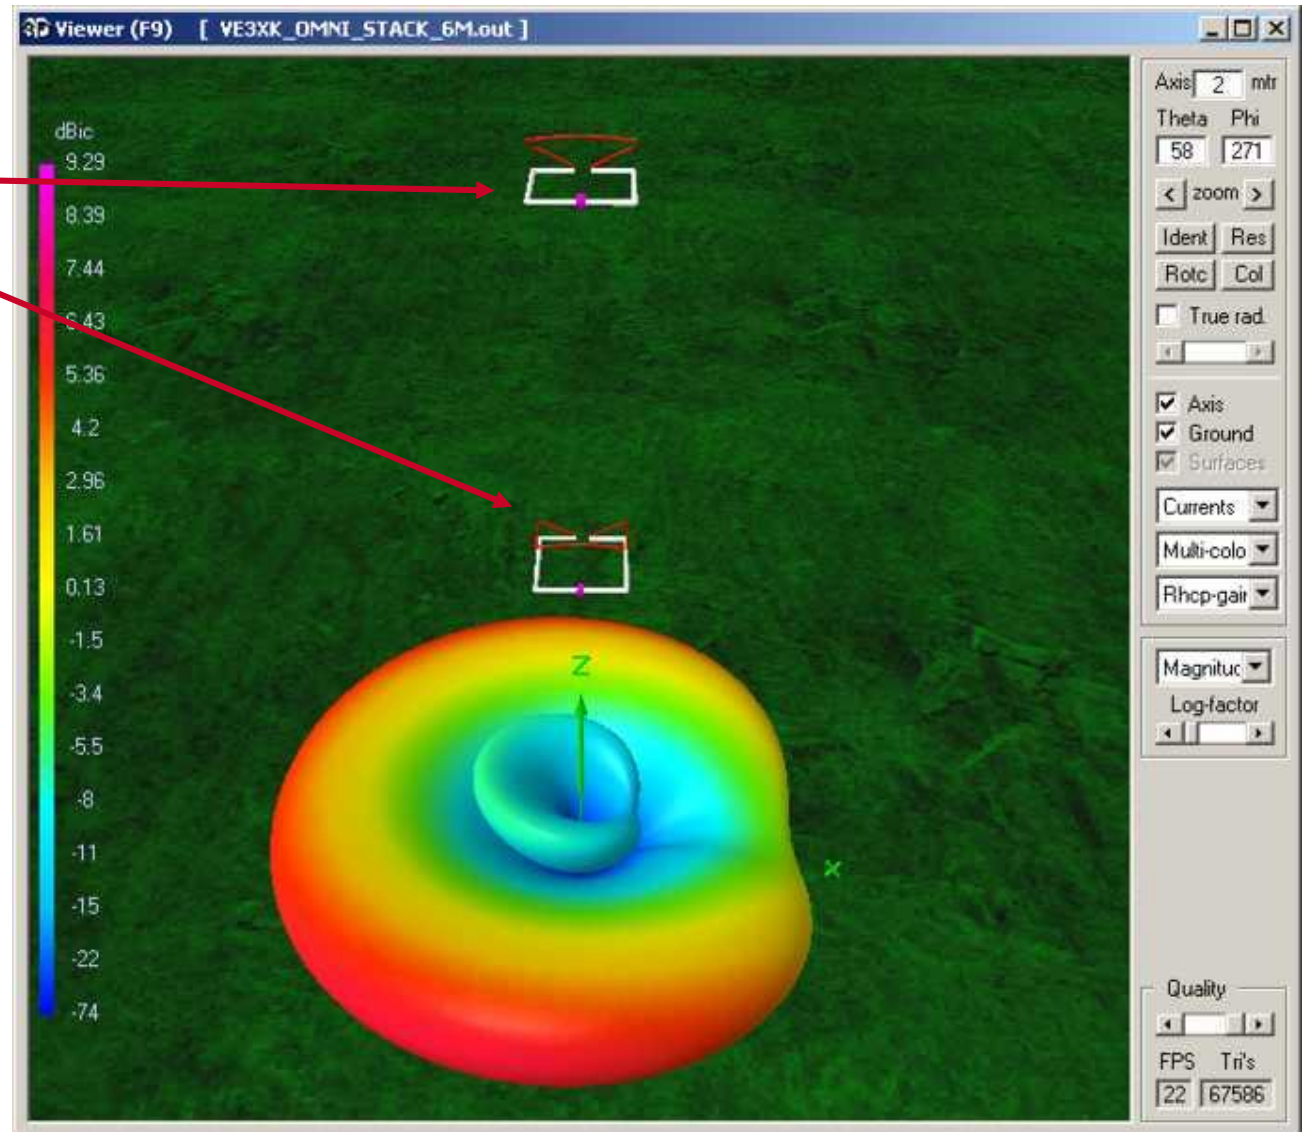 3D Viewer (F9) [ VE3XK_OMNI_STACK_6M.out ]
dBic
9.29
8.39
7.44
6.43
5.36
4.2
2.96
1.61
0.13
-1.5
-3.4
-5.5
-8
-11
-15
-22
-74
Z
X
Axis 2 mtr
Theta Phi
58 271
< zoom >
Ident Res
Rotc Col
True rad.
Axis
Ground
Surfaces
Currents
Multi-colo
Rhcp-gair
Magnituc
Log-factor
Quality
FPS Tri's
22 67586